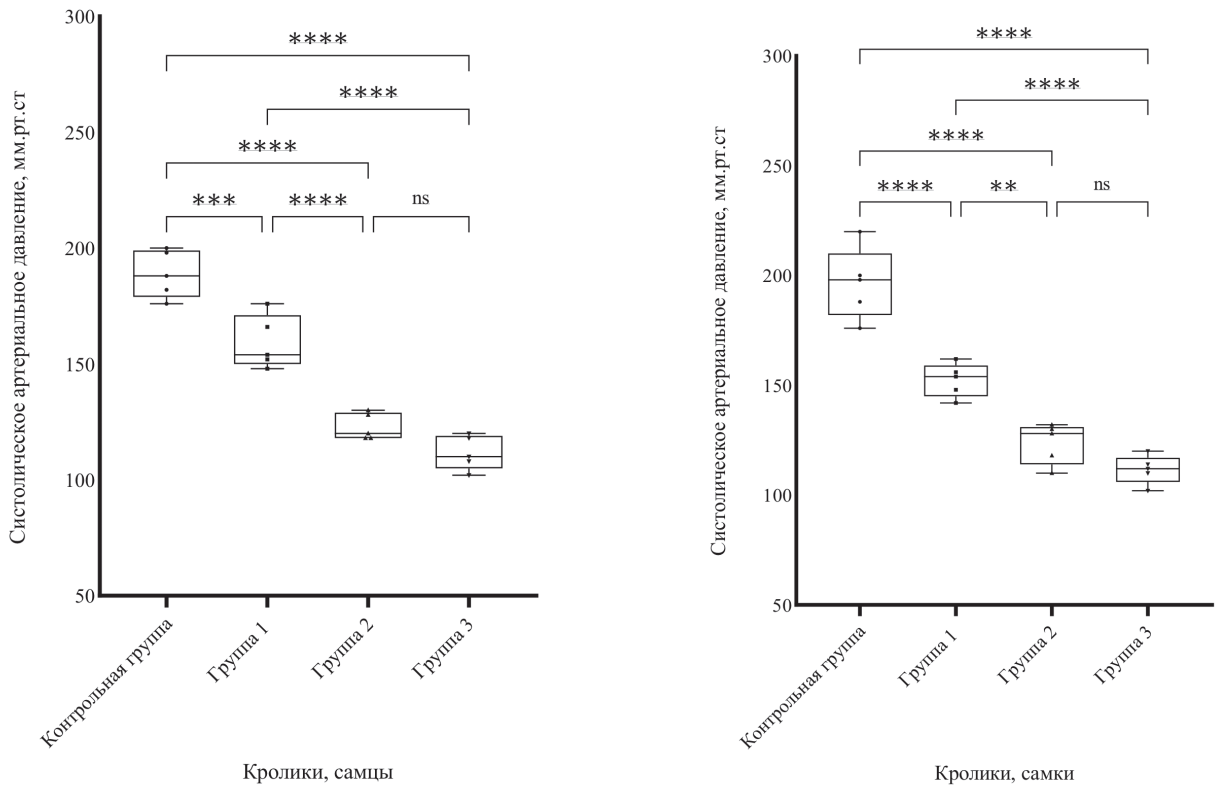 Систолическое артериальное давление, мм.рт.ст
300
250
200
150
100
50
****
****
****
***
****
ns
Контрольная группа
Группа 1
Группа 2
Группа 3
Кролики, самцы
Систолическое артериальное давление, мм.рт.ст
300
250
200
150
100
50
****
****
****
****
**
ns
Контрольная группа
Группа 1
Группа 2
Группа 3
Кролики, самки